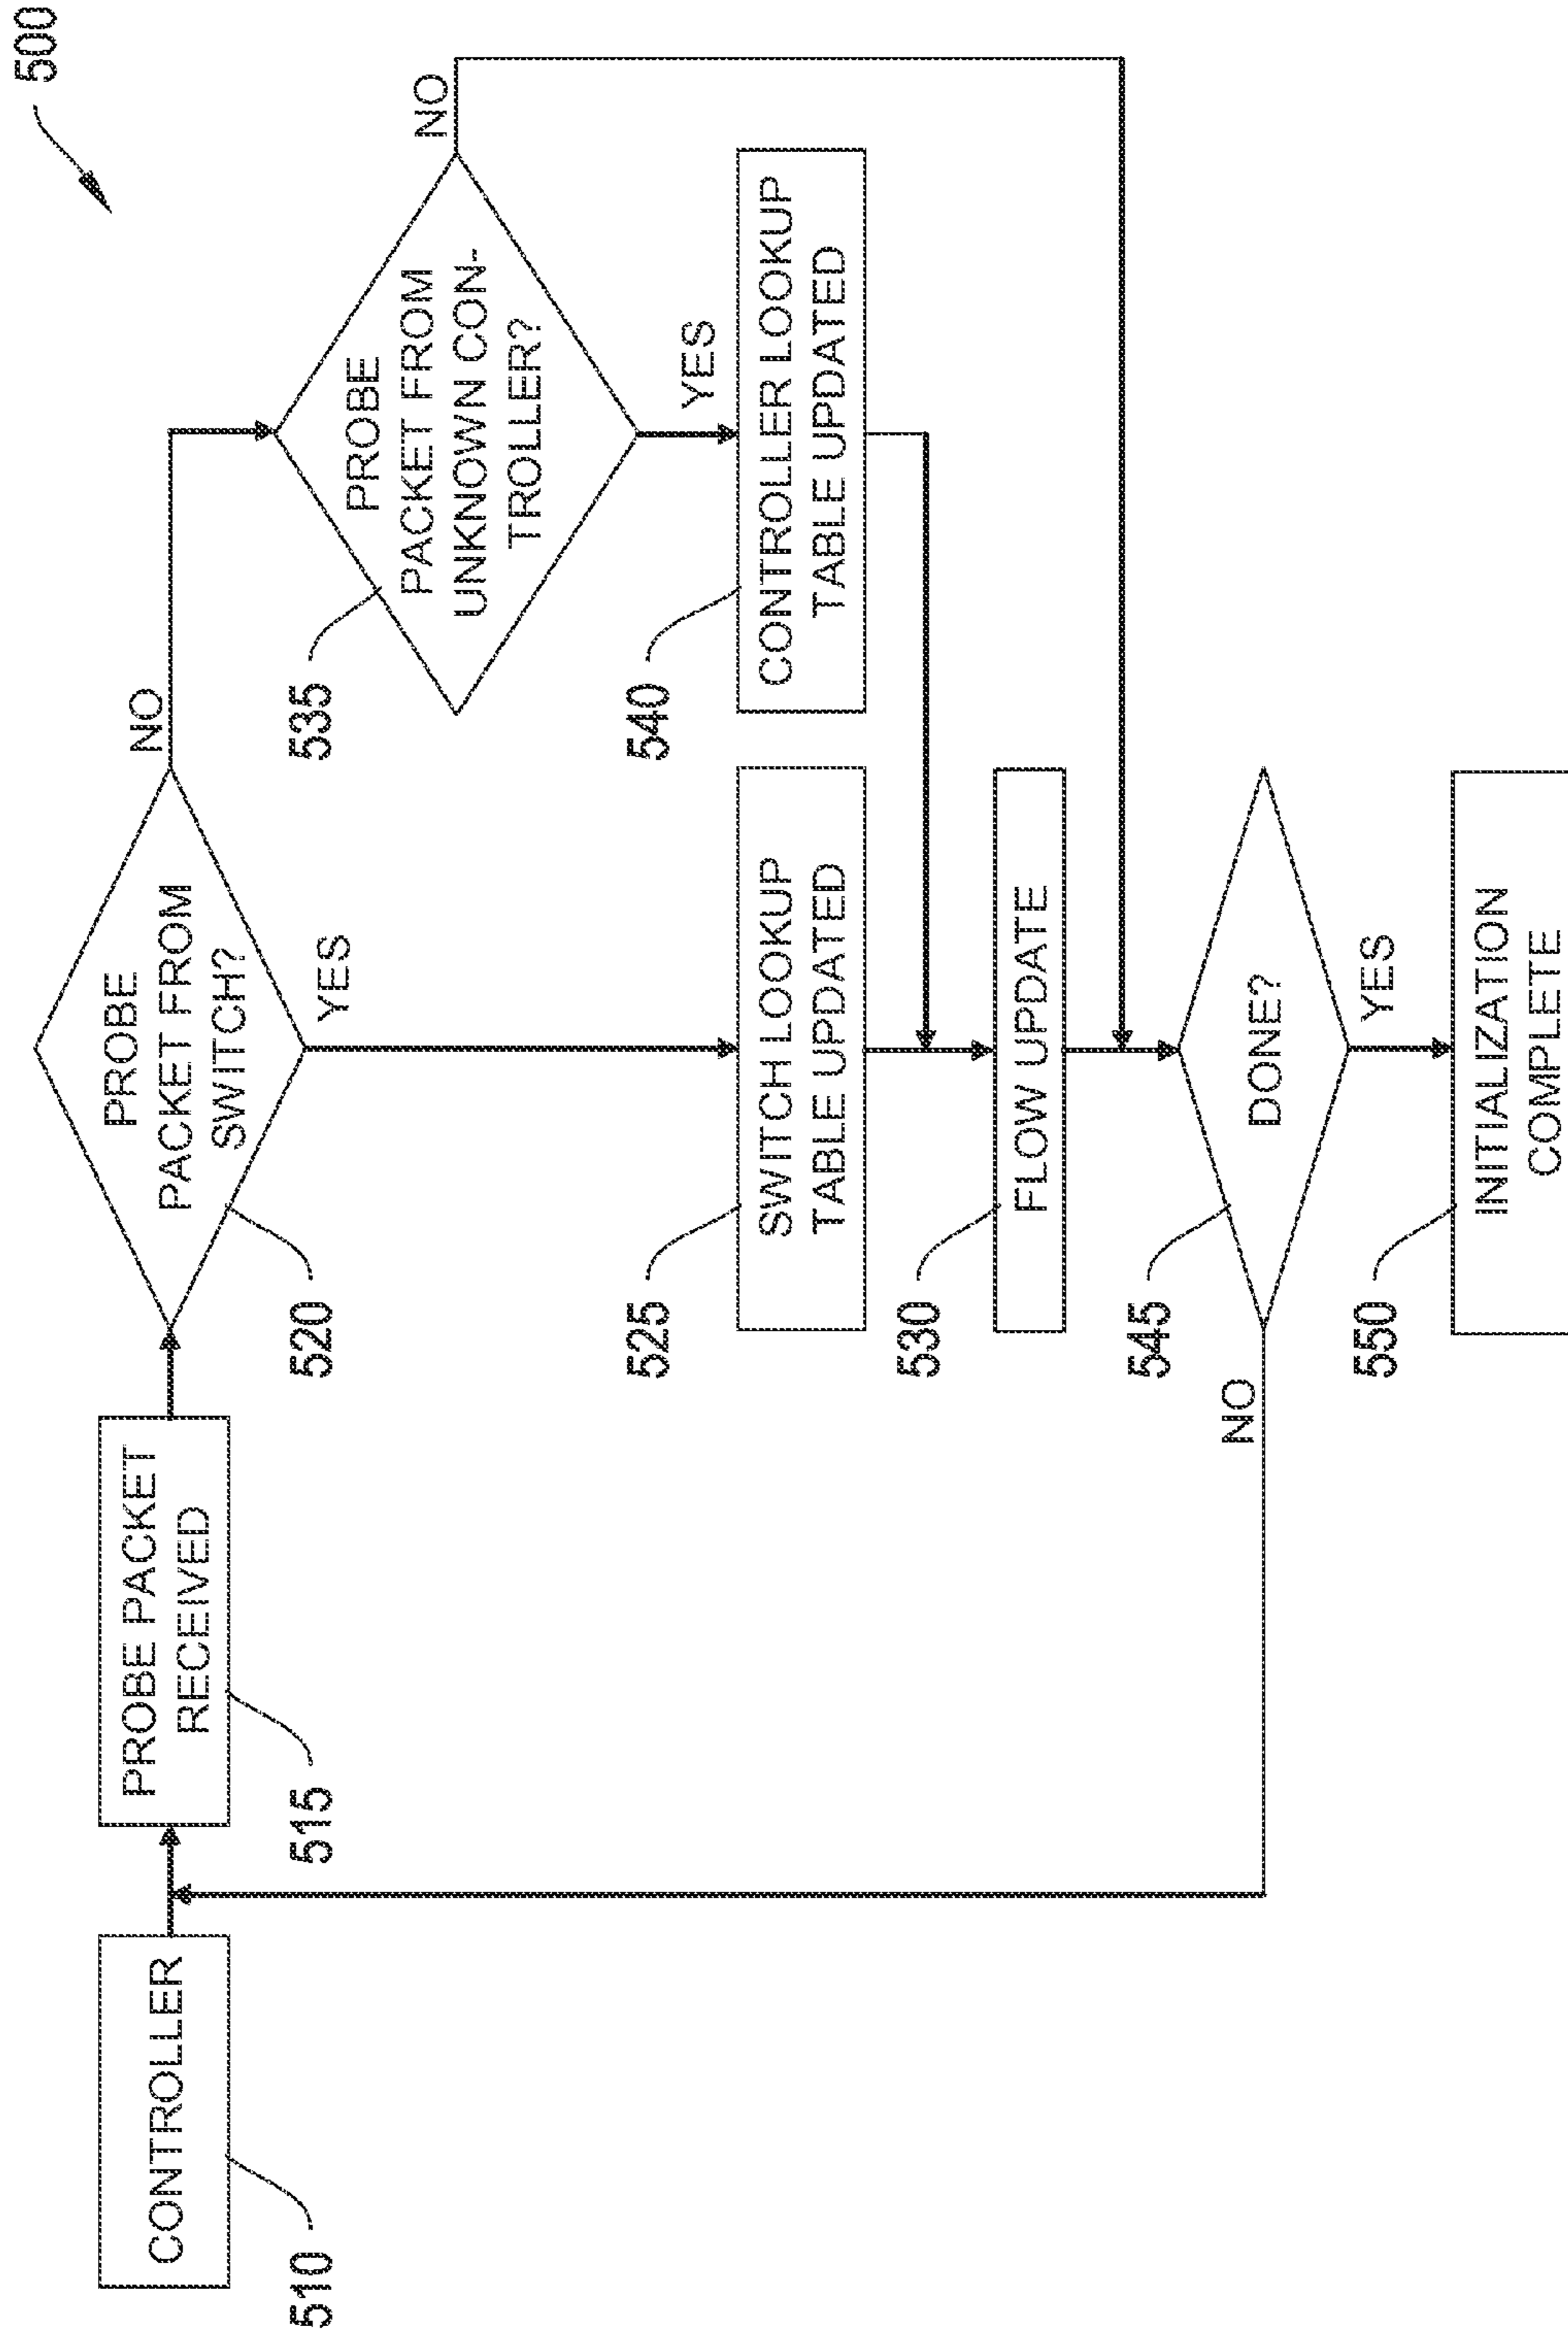 500
CONTROLLER
510
PROBE PACKET
RECEIVED
515
PROBE
PACKET FROM
SWITCH?
520
NO
YES
PROBE
PACKET FROM
UNKNOWN CON-
TROLLER?
535
NO
YES
SWITCH LOOKUP
TABLE UPDATED
525
CONTROLLER LOOKUP
TABLE UPDATED
540
FLOW UPDATE
530
DONE?
545
NO
YES
INITIALIZATION
COMPLETE
550